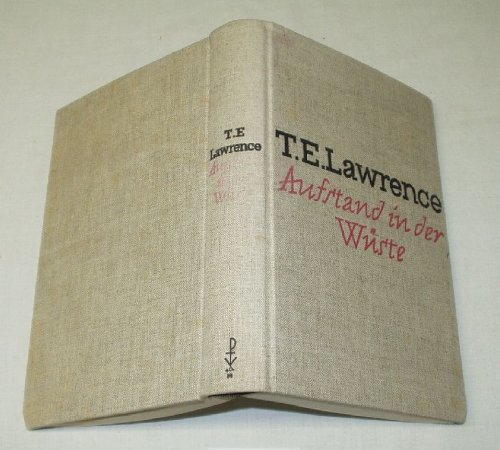 T.E
Lawrence
T.E.Lawrence
Aufstand in der
Wüste